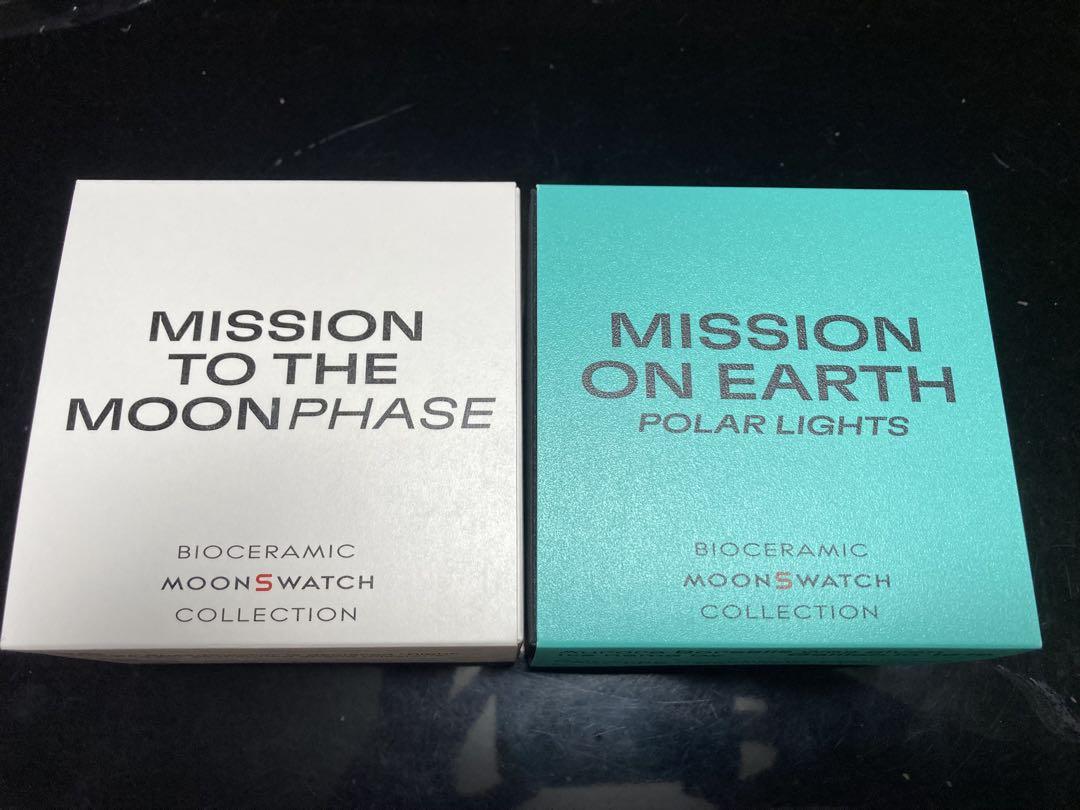 MISSION
TO THE
MOONPHASE
BIOCERAMIC
MOONSWATCH
COLLECTION
MISSION
ON EARTH
POLAR LIGHTS
BIOCERAMIC
MOONSWATCH
COLLECTION